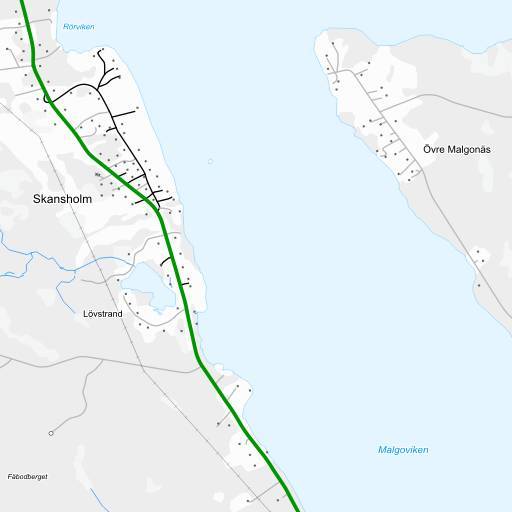 Rörviken
Övre Malgonäs
Skansholm
Lövstrand
Malgoviken
Fäbodberget